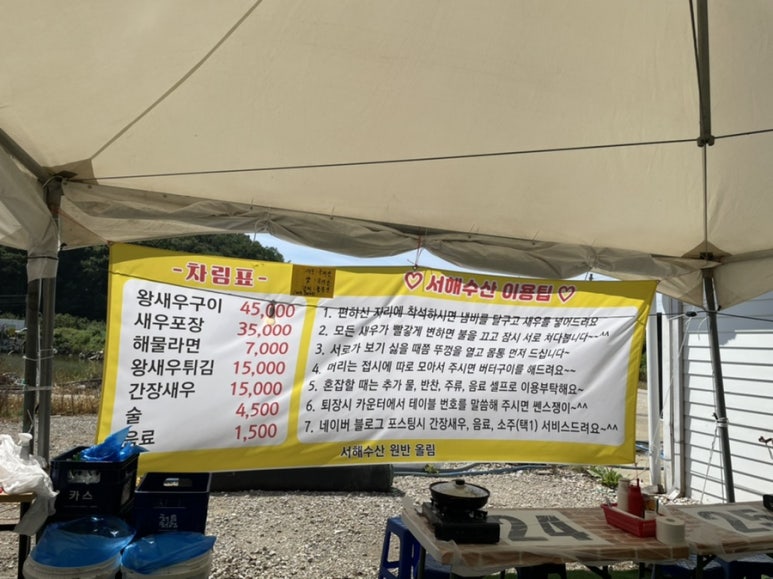 -차림표-
왕새우구이 45,000
새우포장 35,000
해물라면 7,000
왕새우튀김 15,000
간장새우 15,000
술 4,500
음료 1,500
♡ 서해수산 이용팁 ♡
1. 편하신 자리에 착석하시면 냄비를 달구고 새우를 넣어드려요
2. 모든 새우가 빨갛게 변하면 불을 끄고 잠시 서로 쳐다봅니다~~^^
3. 서로가 보기 싫을 때쯤 뚜껑을 열고 몸통 먼저 드십니다~
4. 머리는 접시에 따로 모아서 주시면 버터구이를 해드려요~~
5. 혼잡할 때는 추가 물, 반찬, 주류, 음료 셀프로 이용부탁해요~
6. 퇴장시 카운터에서 테이블 번호를 말씀해 주시면 쎈스쟁이~^^
7. 네이버 블로그 포스팅시 간장새우, 음료, 소주(택1) 서비스드려요~^^
서해수산 원반 올림
카스
24
25